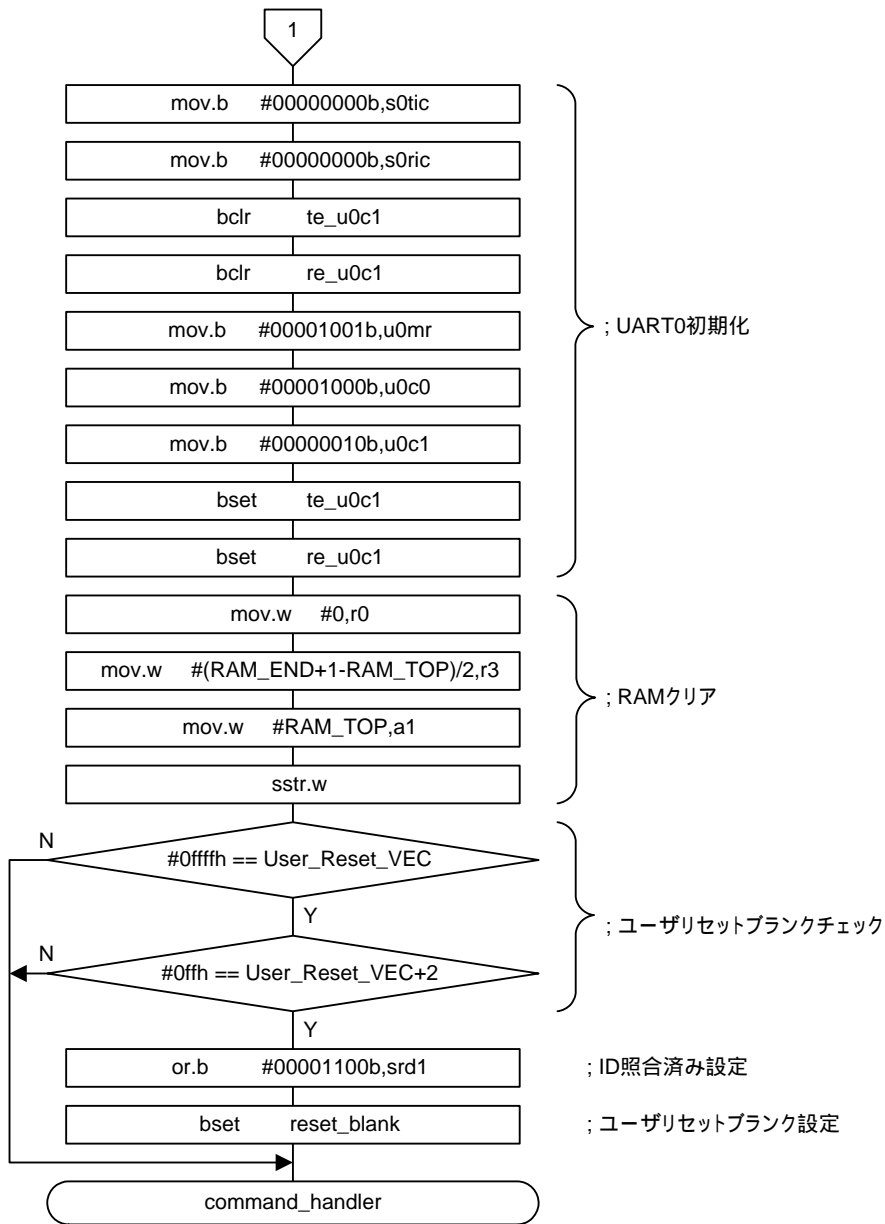 1
mov.b #00000000b,s0tic
mov.b #00000000b,s0ric
bclr te_u0c1
bclr re_u0c1
mov.b #00001001b,u0mr
; UART0初期化
mov.b #00001000b,u0c0
mov.b #00000010b,u0c1
bset te_u0c1
bset re_u0c1
mov.w #0,r0
mov.w #(RAM_END+1-RAM_TOP)/2,r3
; RAMクリア
mov.w #RAM_TOP,a1
sstr.w
N
#0ffffh == User_Reset_VEC
Y
; ユーザリセットブランクチェック
N
#0ffh == User_Reset_VEC+2
Y
or.b #00001100b,srd1 ; ID照合済み設定
bset reset_blank ; ユーザリセットブランク設定
command_handler